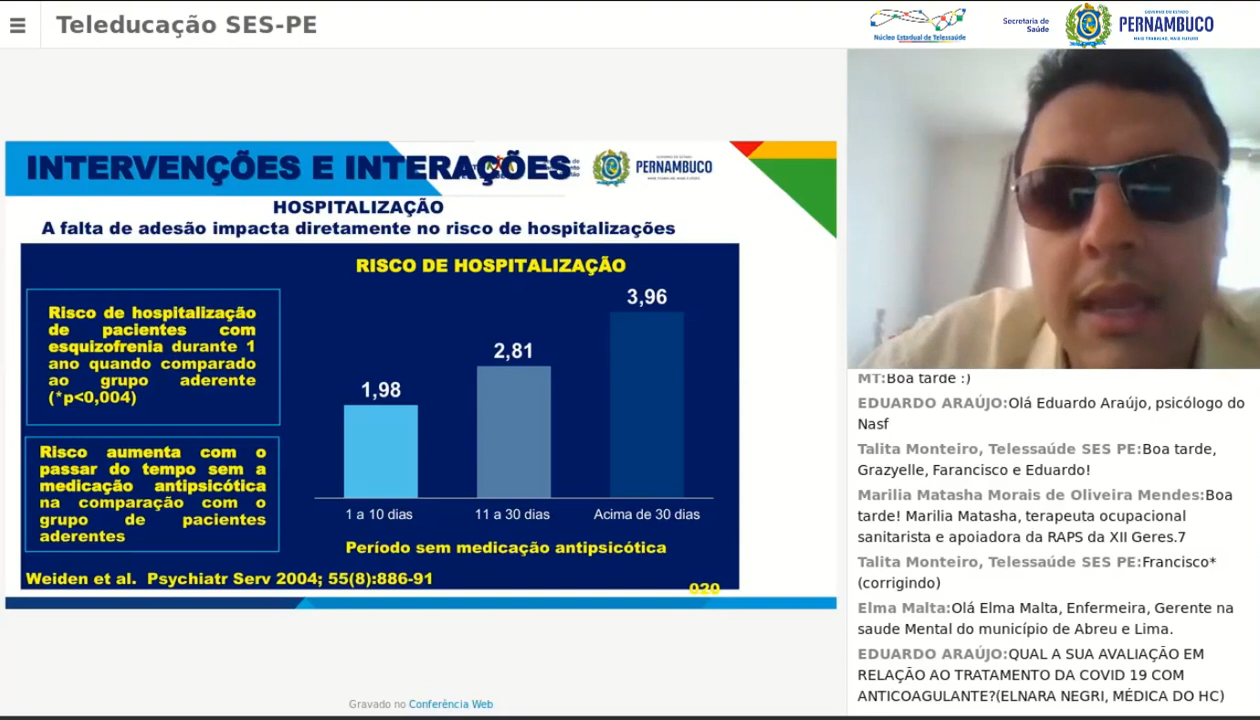 Teleducação SES-PE
Núcleo Estadual de Telessaúde
Secretaria de
Saúde
GOVERNO DO ESTADO
PERNAMBUCO
MAIS TRABALHO, MAIS FUTURO
INTERVENÇÕES E INTERAÇÕES
PERNAMBUCO
HOSPITALIZAÇÃO
A falta de adesão impacta diretamente no risco de hospitalizações
RISCO DE HOSPITALIZAÇÃO
Risco de hospitalização
de pacientes com
esquizofrenia durante 1
ano quando comparado
ao grupo aderente
(*p<0,004)
Risco aumenta com o
passar do tempo sem a
medicação antipsicótica
na comparação com o
grupo de pacientes
aderentes
1,98
2,81
3,96
1 a 10 dias
11 a 30 dias
Acima de 30 dias
Período sem medicação antipsicótica
Weiden et al. Psychiatr Serv 2004; 55(8):886-91
020
Gravado no Conferência Web
MT:Boa tarde :)
EDUARDO ARAÚJO:Olá Eduardo Araújo, psicólogo do
Nasf
Talita Monteiro, Telessaúde SES PE:Boa tarde,
Grazyelle, Farancisco e Eduardo!
Marilia Matasha Morais de Oliveira Mendes:Boa
tarde! Marilia Matasha, terapeuta ocupacional
sanitarista e apoiadora da RAPS da XII Geres.7
Talita Monteiro, Telessaúde SES PE:Francisco*
(corrigindo)
Elma Malta:Olá Elma Malta, Enfermeira, Gerente na
saude Mental do município de Abreu e Lima.
EDUARDO ARAÚJO:QUAL A SUA AVALIAÇÃO EM
RELAÇÃO AO TRATAMENTO DA COVID 19 COM
ANTICOAGULANTE?(ELNARA NEGRI, MÉDICA DO HC)